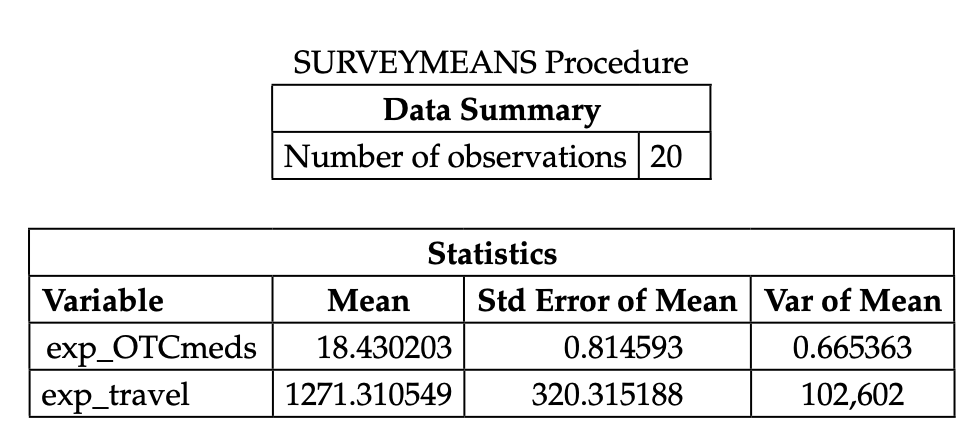 SURVEYMEANS Procedure
Data Summary
Number of observations 20
Statistics
Variable Mean Std Error of Mean Var of Mean
exp_OTCmeds 18.430203 0.814593 0.665363
exp_travel 1271.310549 320.315188 102,602